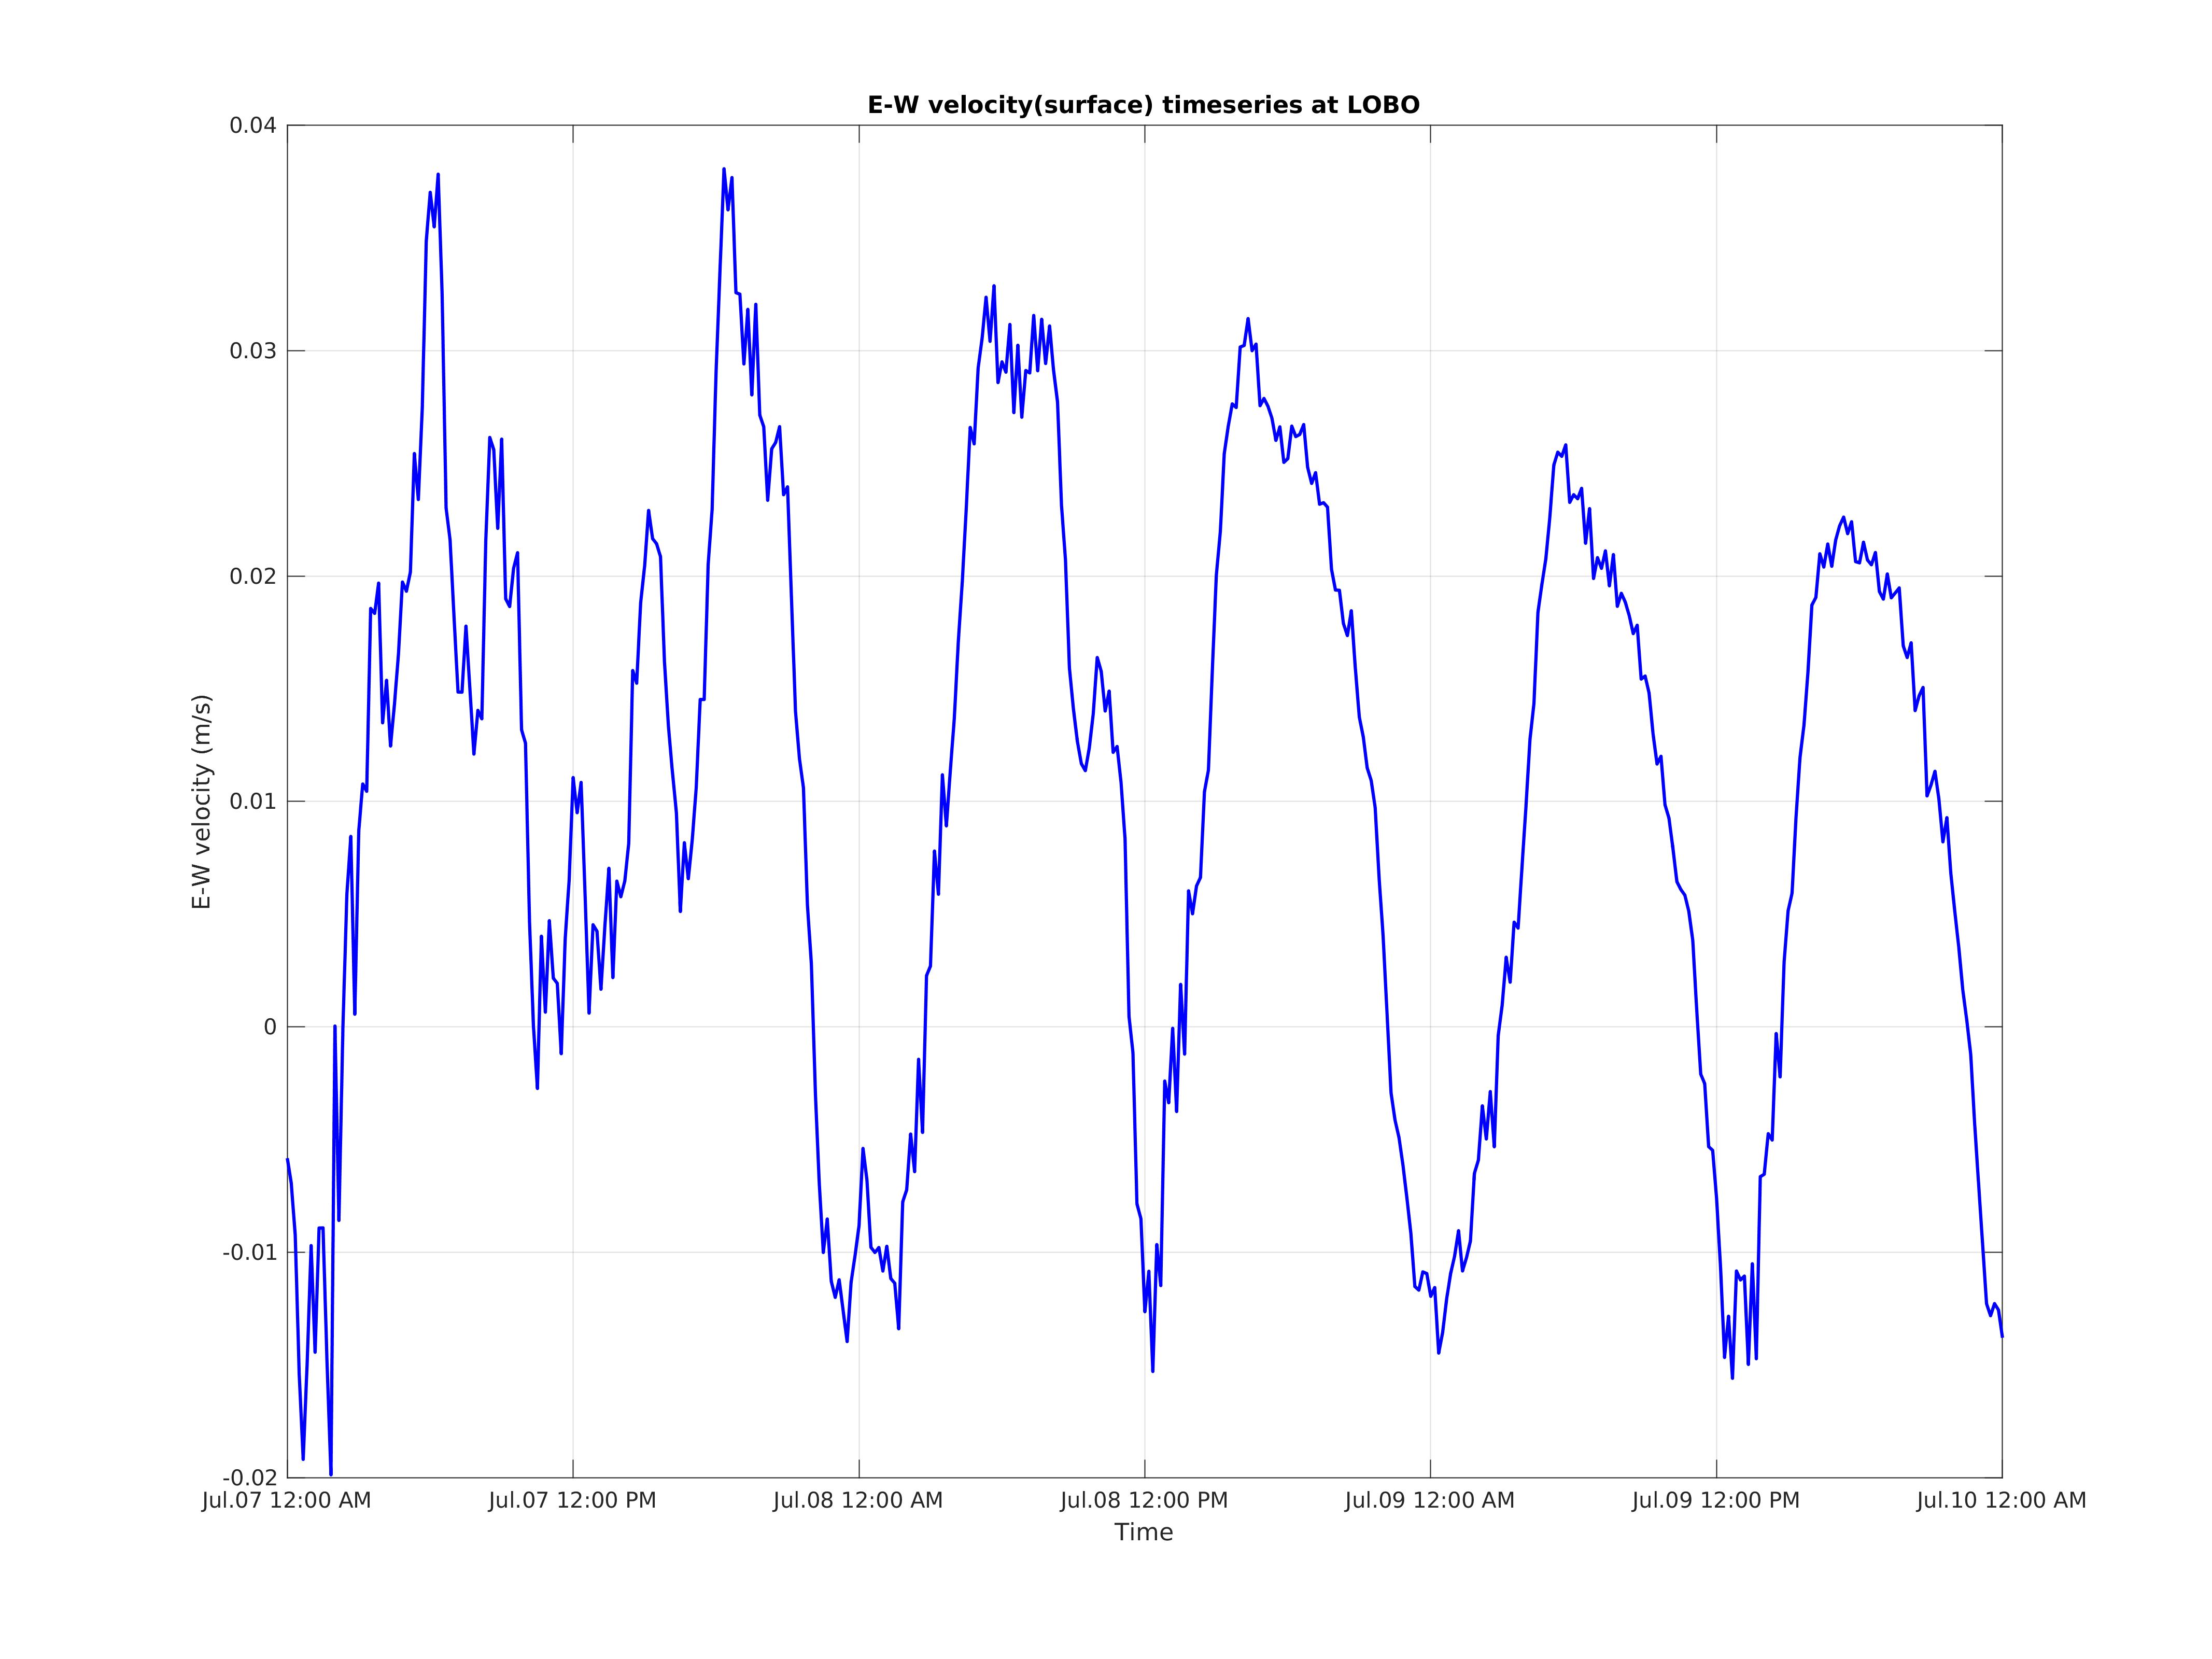 E-W velocity(surface) timeseries at LOBO
0.04
0.03
0.02
0.01
0
-0.01
-0.02
E-W velocity (m/s)
Jul.07 12:00 AM
Jul.07 12:00 PM
Jul.08 12:00 AM
Jul.08 12:00 PM
Jul.09 12:00 AM
Jul.09 12:00 PM
Jul.10 12:00 AM
Time